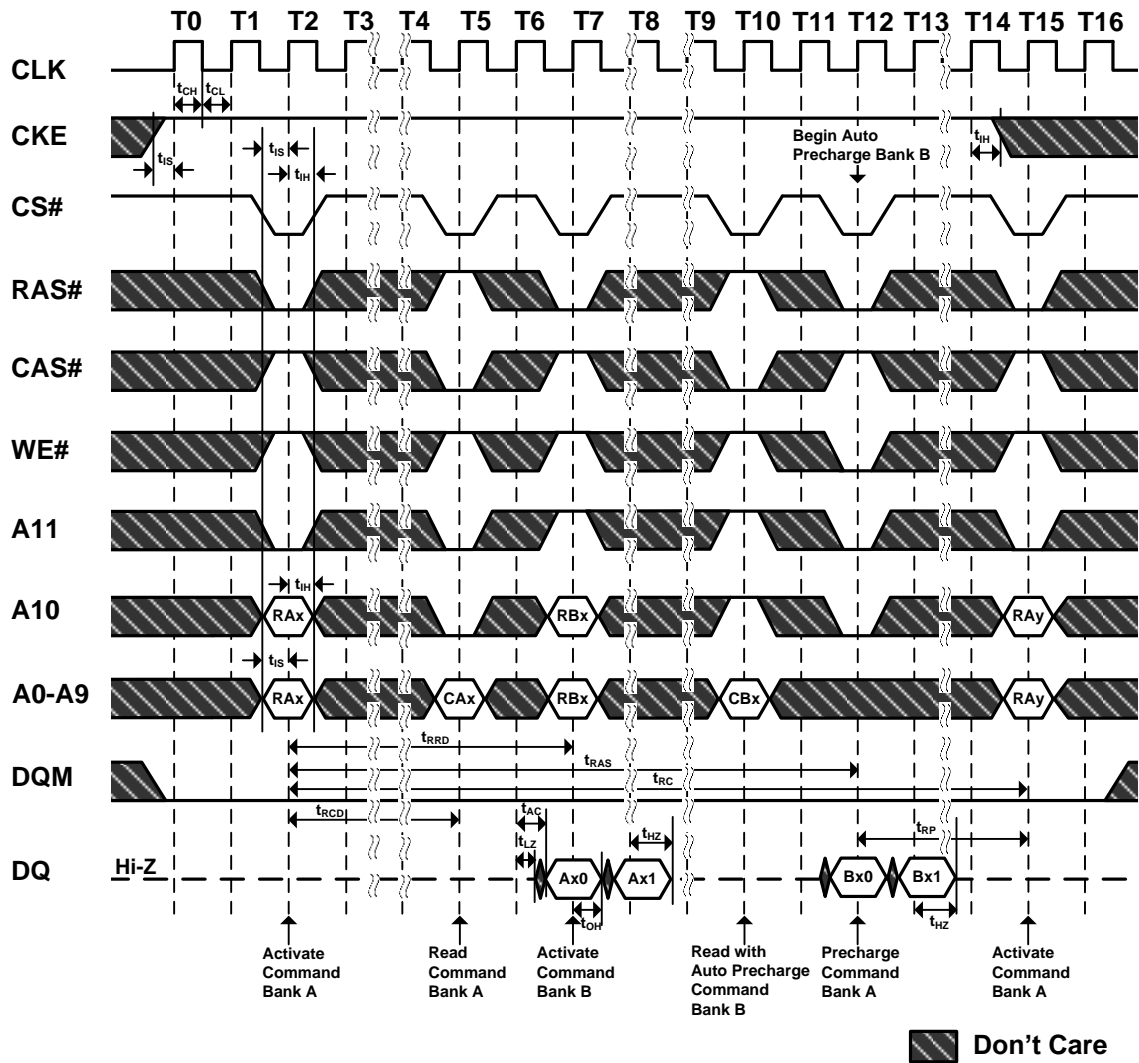 T0 T1 T2 T3 T4 T5 T6 T7 T8 T9 T10 T11 T12 T13 T14 T15 T16
CLK
tCH tCL
CKE
tIS
tIS
tIH
Begin Auto
Precharge Bank B
tIH
CS#
RAS#
CAS#
WE#
A11
tIH
A10
RAx RBx RAy
tIS
A0-A9
RAx CAx RBx CBx RAy
tRRD
tRAS
DQM
tRC
tRCD
tAC
tLZ
tHZ
tRP
DQ
Hi-Z
Ax0 Ax1 Bx0 Bx1
tOH
tHZ
Activate
Command
Bank A
Read
Command
Bank A
Activate
Command
Bank B
Read with
Auto Precharge
Command
Bank B
Precharge
Command
Bank A
Activate
Command
Bank A
Don't Care